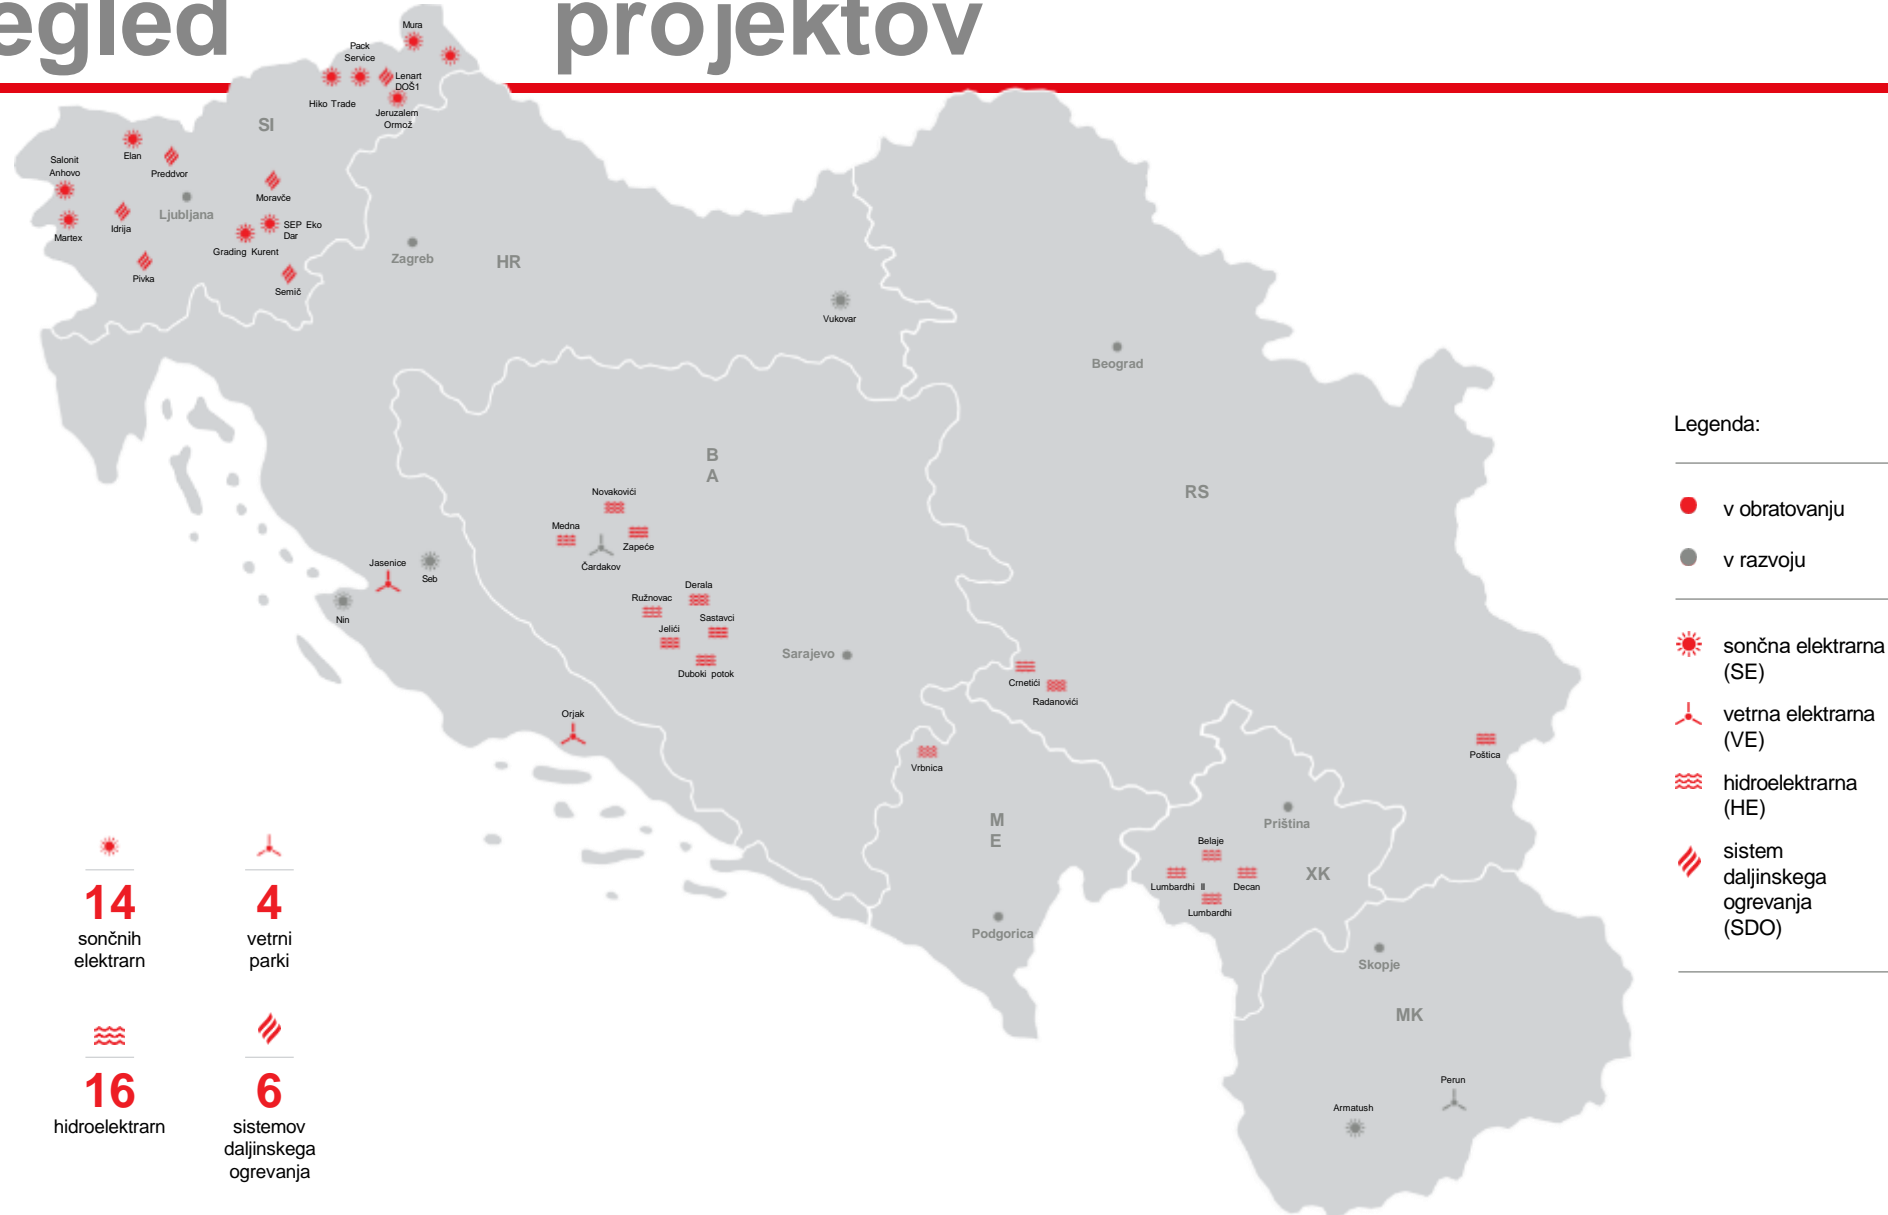 egled projektov
Mura
Pack
Service
Lenart
DOŠ1
Hiko Trade
Jeruzalem
Ormož
SI
Elan
Preddvor
Salonit
Anhovo
Moravče
Ljubljana
Idrija
Martex
SEP Eko
Dar
Grading Kurent
Pivka
Semič
Zagreb
HR
Vukovar
Beograd
B
A
RS
Novakovići
Medna
Zapeće
Čardakov
Jasenice
Seb
Nin
Derala
Ružnovac
Sastavci
Jelići
Duboki potok
Sarajevo
Crnetići
Radanovići
Orjak
Vrbnica
Poštica
M
E
Priština
Belaje
XK
Lumbardhi II
Decan
Lumbardhi
Podgorica
Skopje
MK
Perun
Armatush
14
sončnih
elektrarn
4
vetrni
parki
16
hidroelektrarn
6
sistemov
daljinskega
ogrevanja
Legenda:
v obratovanju
v razvoju
sončna elektrarna
(SE)
vetrna elektrarna
(VE)
hidroelektrarna
(HE)
sistem
daljinskega
ogrevanja
(SDO)